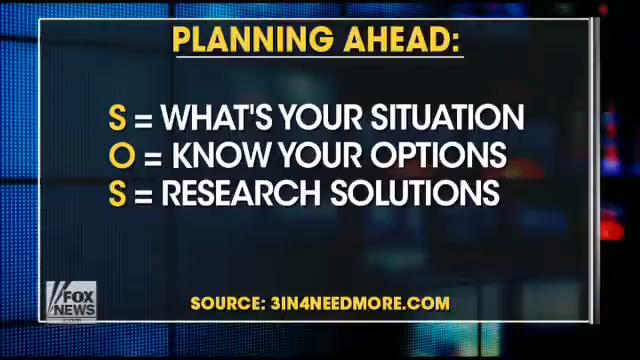 PLANNING AHEAD:
S = WHAT'S YOUR SITUATION
O = KNOW YOUR OPTIONS
S = RESEARCH SOLUTIONS
FOX
NEWS
SOURCE: 3IN4NEEDMORE.COM